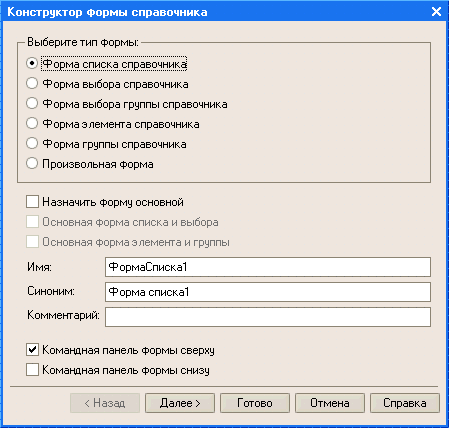 Конструктор формы справочника
Выберите тип формы:
Форма списка справочника
Форма выбора справочника
Форма выбора группы справочника
Форма элемента справочника
Форма группы справочника
Произвольная форма
Назначить форму основной
Основная форма списка и выбора
Основная форма элемента и группы
Имя: ФормаСписка1
Синоним: Форма списка1
Комментарий:
Командная панель формы сверху
Командная панель формы снизу
< Назад Далее > Готово Отмена Справка